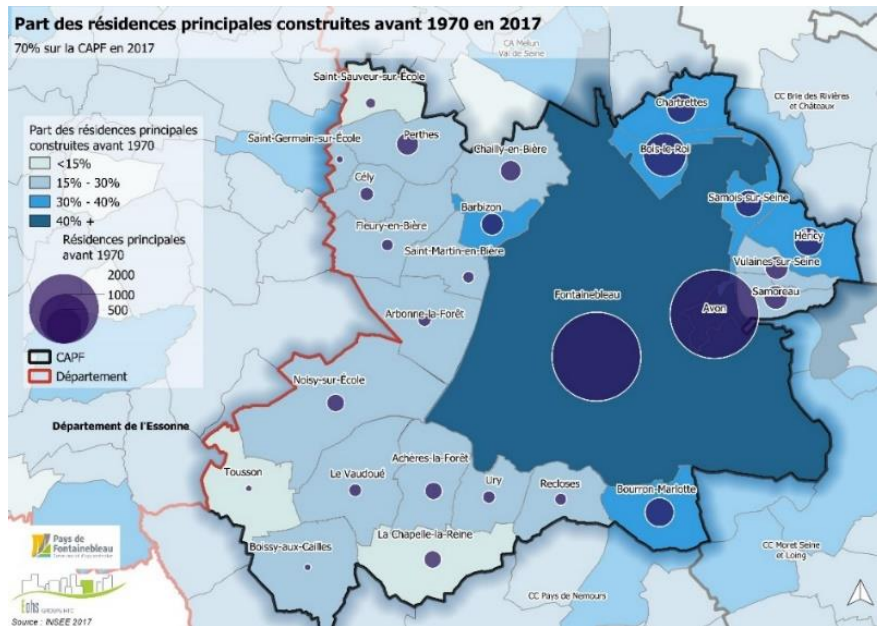 Part des résidences principales construites avant 1970 en 2017
70% sur la CAPF en 2017
CA Melun
Val de Seine
Saint-Sauveur-sur-École
CC Brie des Rivières
et Châteaux
Chartrettes
Part des résidences principales
construites avant 1970
<15%
15% - 30%
30% - 40%
40% +
Résidences principales
avant 1970
2000
1000
500
CAPF
Département
Saint-Germain-sur-École
Perthes
Chailly-en-Bière
Bois-le-Roi
Cély
Barbizon
Samois-sur-Seine
Fleury-en-Bière
Saint-Martin-en-Bière
Héricy
Vulaines-sur-Seine
Samoreau
Arbonne-la-Forêt
Fontainebleau
Avon
Noisy-sur-École
Département de l'Essonne
Tousson
Le Vaudoué
Achères-la-Forêt
Ury
Recloses
Bourron-Marlotte
La Chapelle-la-Reine
Boissy-aux-Cailles
CC Moret Seine
et Loing
CC Pays de Nemours
Pays de
Fontainebleau
Eohs
Source : INSEE 2017